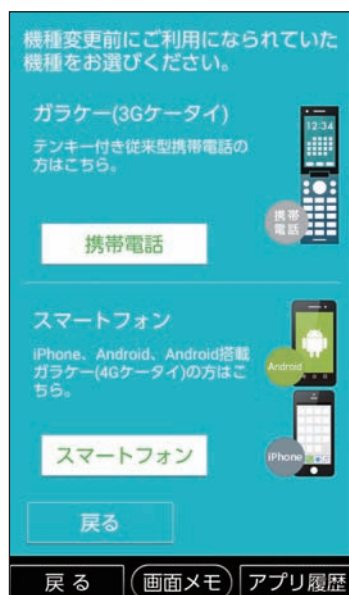 機種変更前にご利用になられていた
機種をお選びください。
ガラケー(3Gケータイ)
テンキー付き従来型携帯電話の
方はこちら。
12:34
携帯
電話
携帯電話
スマートフォン
iPhone、Android、Android搭載
ガラケー(4Gケータイ)の方はこ
ちら。
Android
iPhone
スマートフォン
戻る
戻る
画面メモ
アプリ履歴